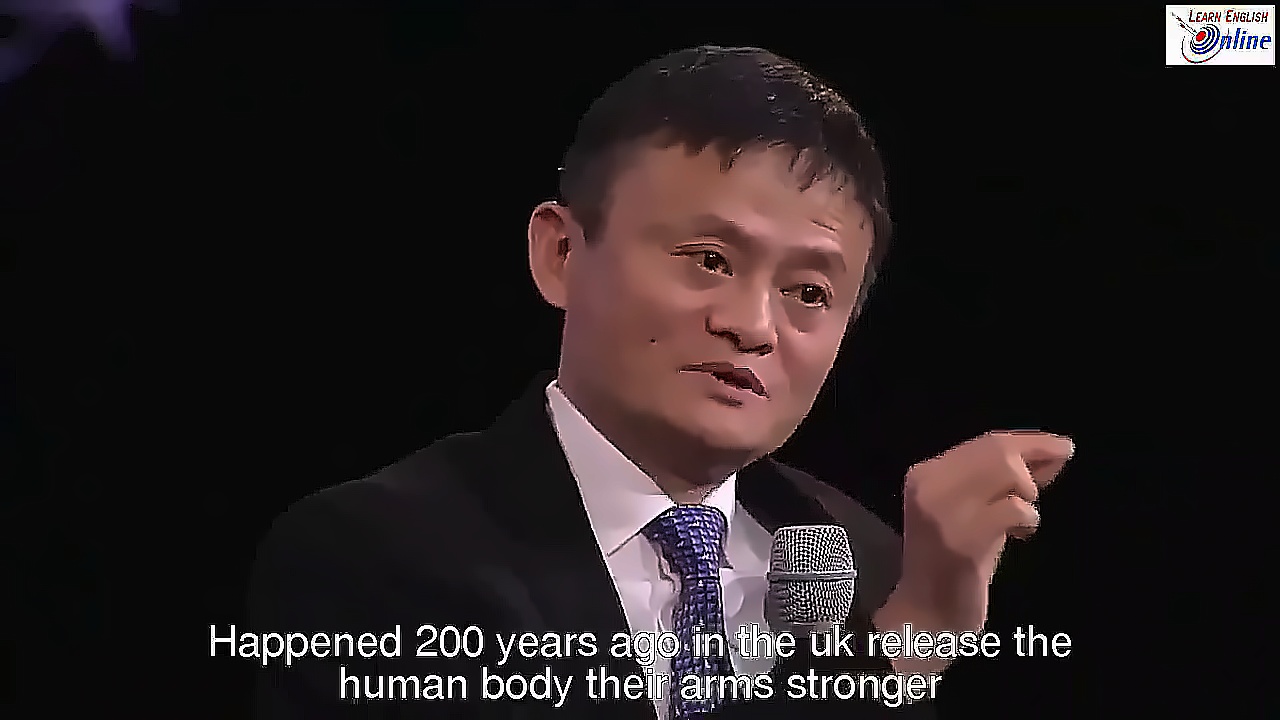 LEARN ENGLISH
Online
Happened 200 years ago in the uk release the
human body their arms stronger